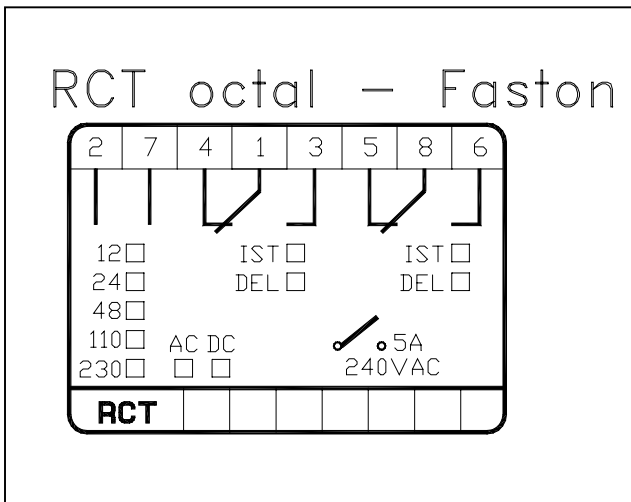 RCT octal - Faston
2 7 4 1 3 5 8 6
12 IST IST
24 DEL DEL
48
110 AC DC 5A
230 240VAC
RCT